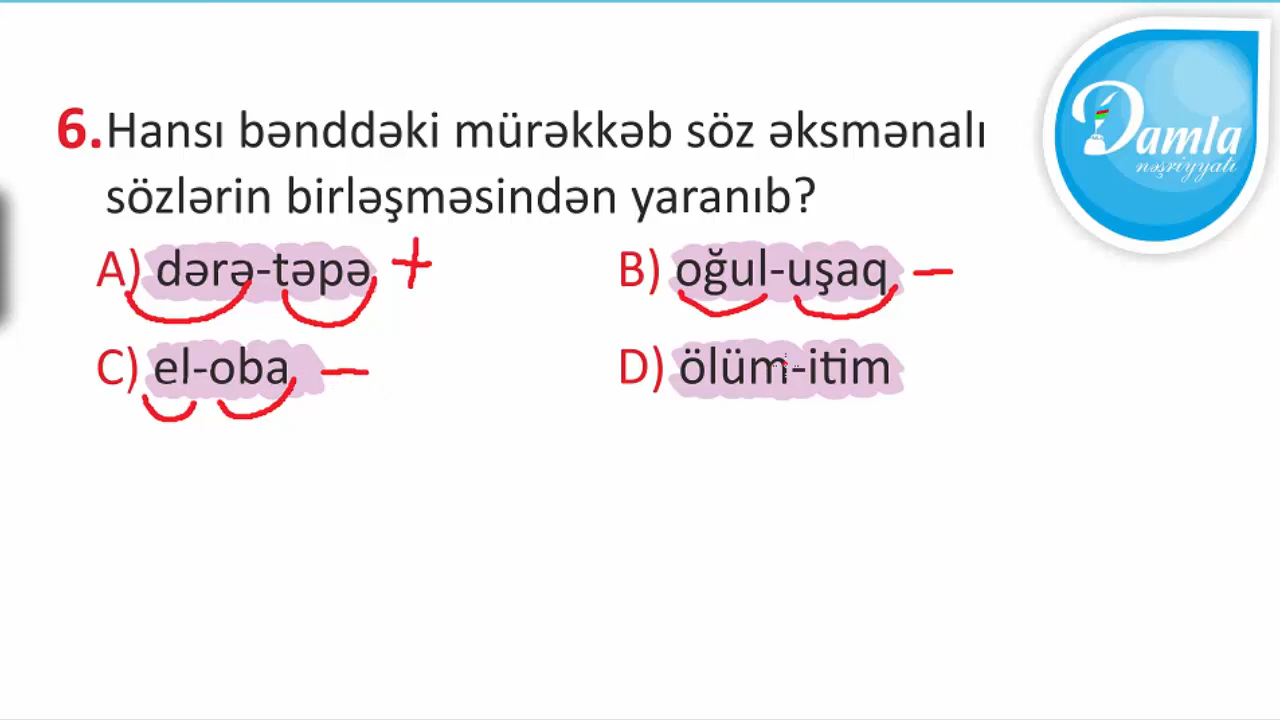 6. Hansı bənddəki mürəkkəb söz əksmənalı
sözlərin birləşməsindən yaranıb?
A) dərə-təpə +
B) oğul-uşaq –
C) el-oba –
D) ölüm-itim
Damla
nəşriyyatı